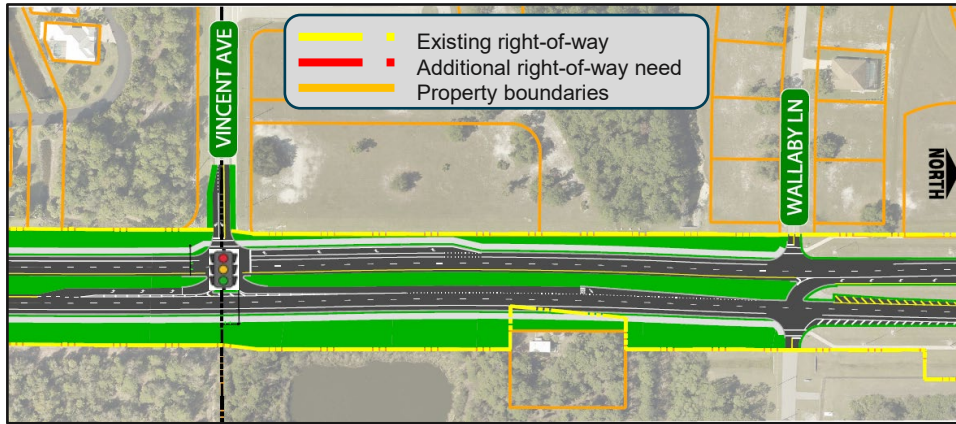 VINCENT AVE
Existing right-of-way
Additional right-of-way need
Property boundaries
WALLABY LN
NORTH